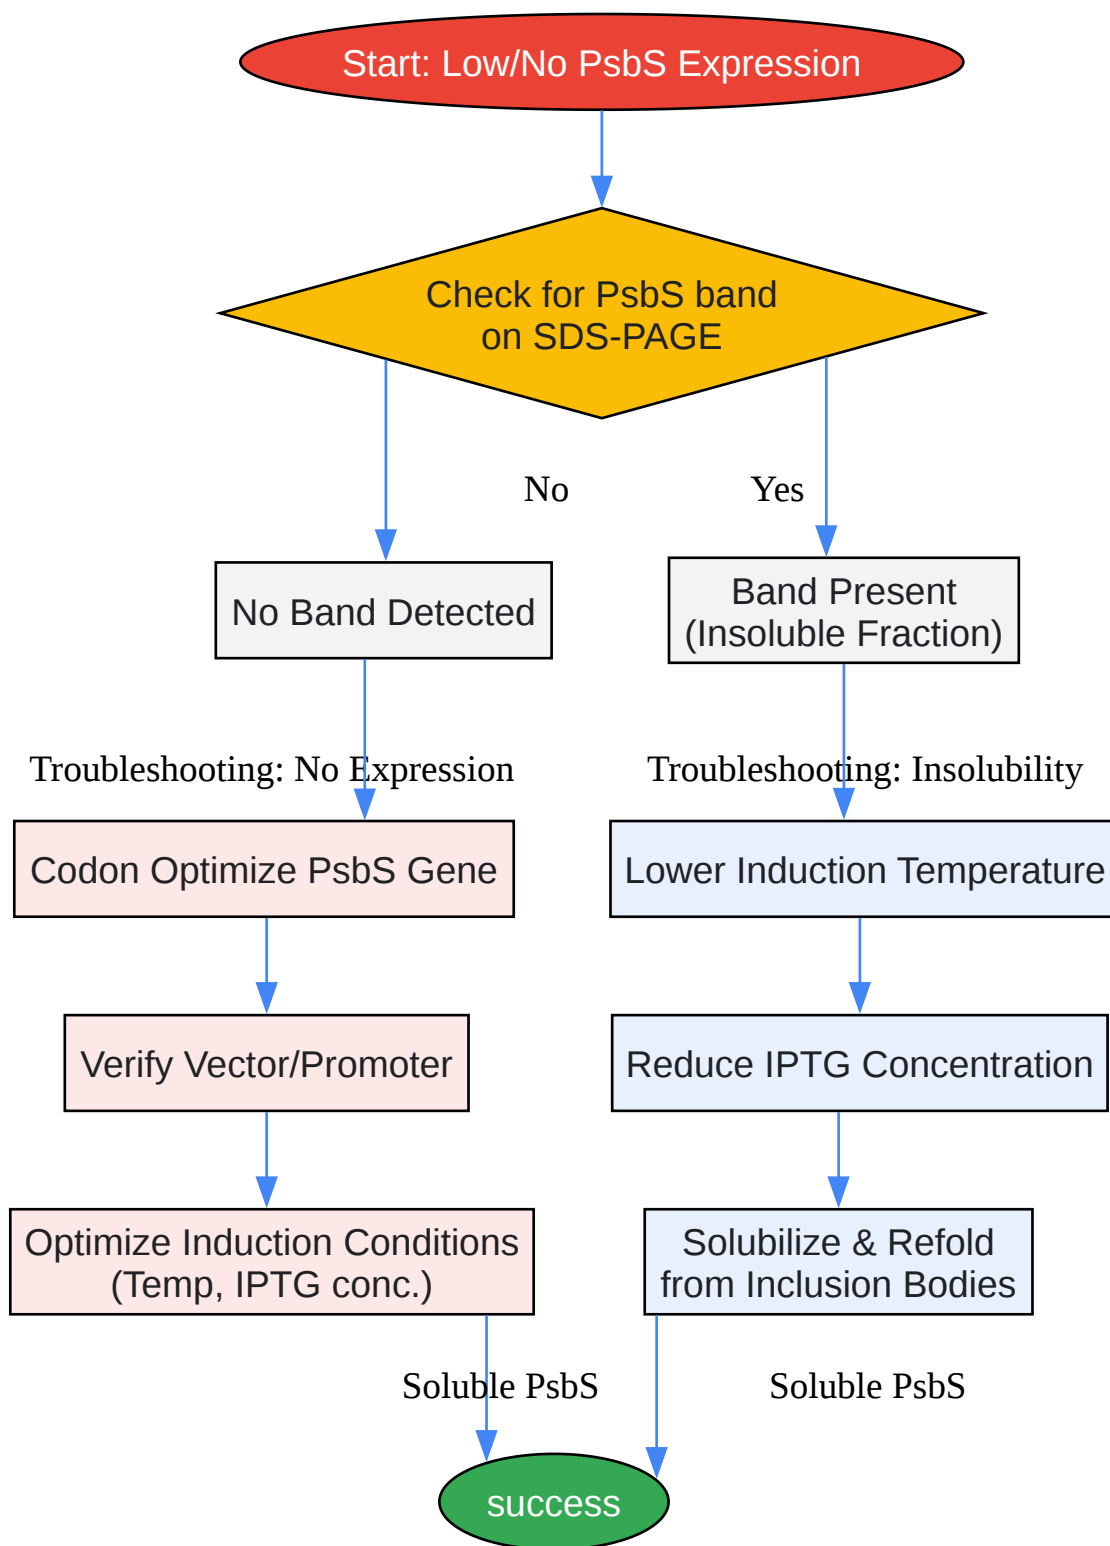 Start: Low/No PsbS Expression
Check for PsbS band
on SDS-PAGE
No
Yes
No Band Detected
Band Present
(Insoluble Fraction)
Troubleshooting: No Expression
Troubleshooting: Insolubility
Codon Optimize PsbS Gene
Lower Induction Temperature
Verify Vector/Promoter
Reduce IPTG Concentration
Optimize Induction Conditions
(Temp, IPTG conc.)
Solubilize & Refold
from Inclusion Bodies
Soluble PsbS
Soluble PsbS
success